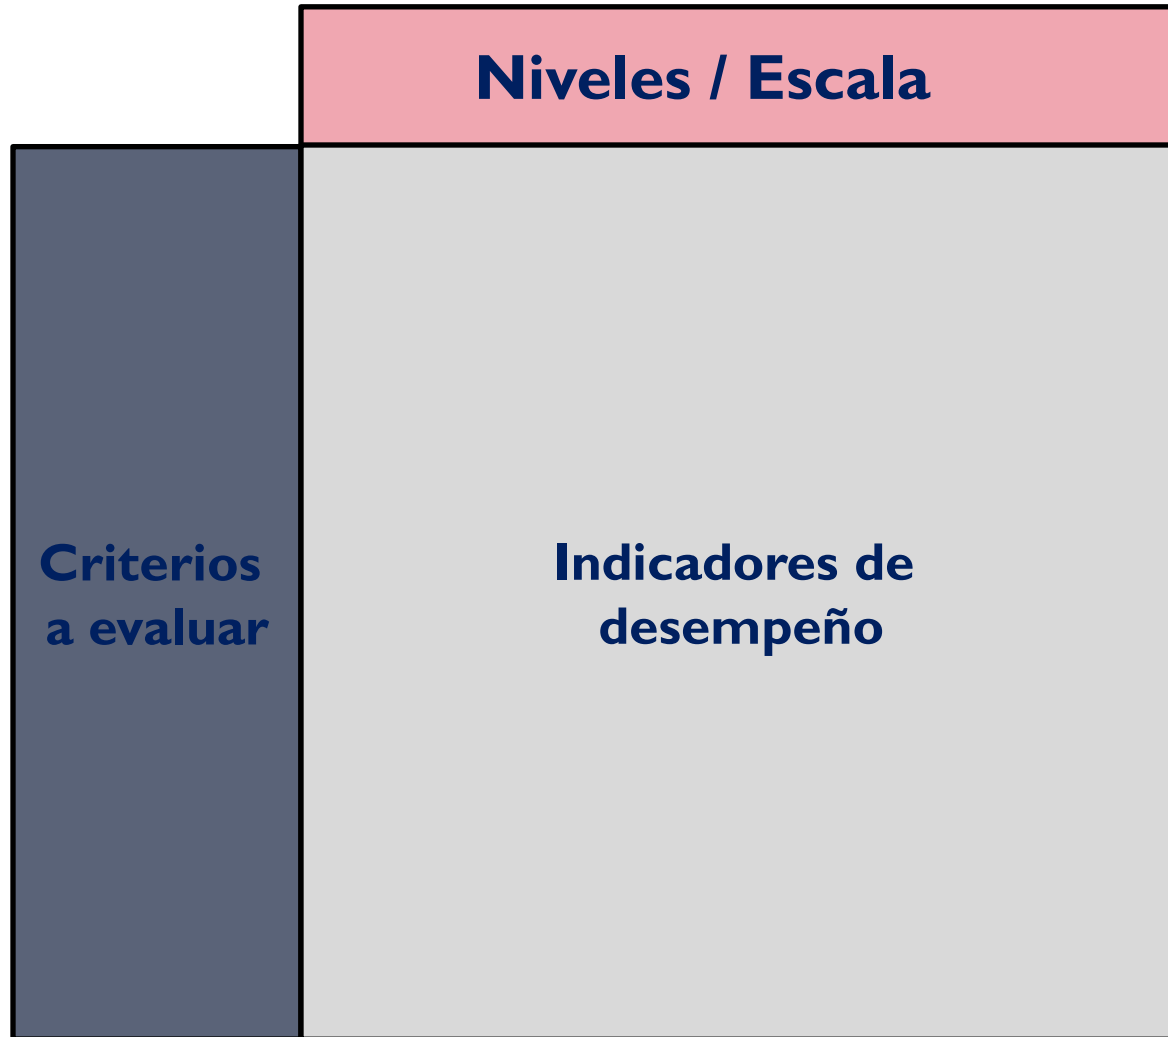 Niveles / Escala
Criterios
a evaluar
Indicadores de
desempeño